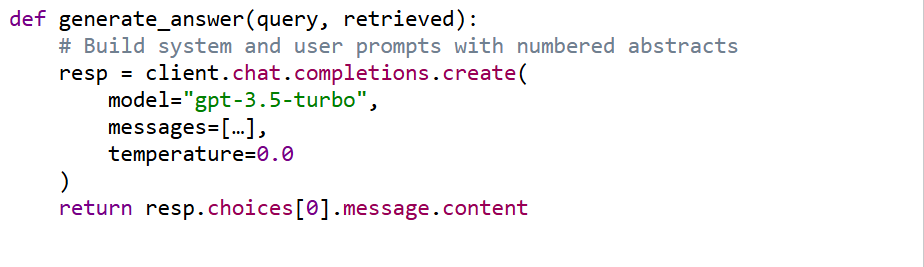 def generate_answer(query, retrieved):
    # Build system and user prompts with numbered abstracts
    resp = client.chat.completions.create(
        model="gpt-3.5-turbo",
        messages=[…],
        temperature=0.0
    )
    return resp.choices[0].message.content